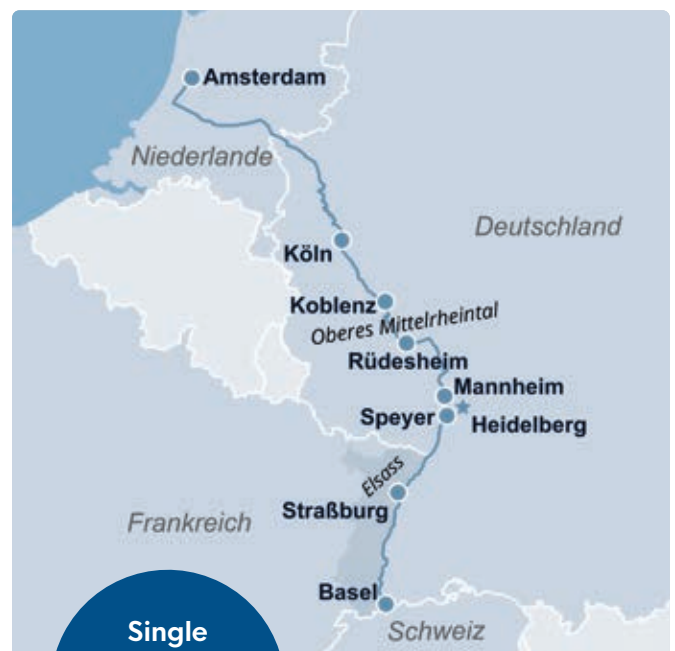 Amsterdam
Niederlande
Deutschland
Köln
Koblenz
Oberes Mittelrheintal
Rüdesheim
Mannheim
Speyer
Heidelberg
Elsass
Straßburg
Frankreich
Basel
Schweiz
Single